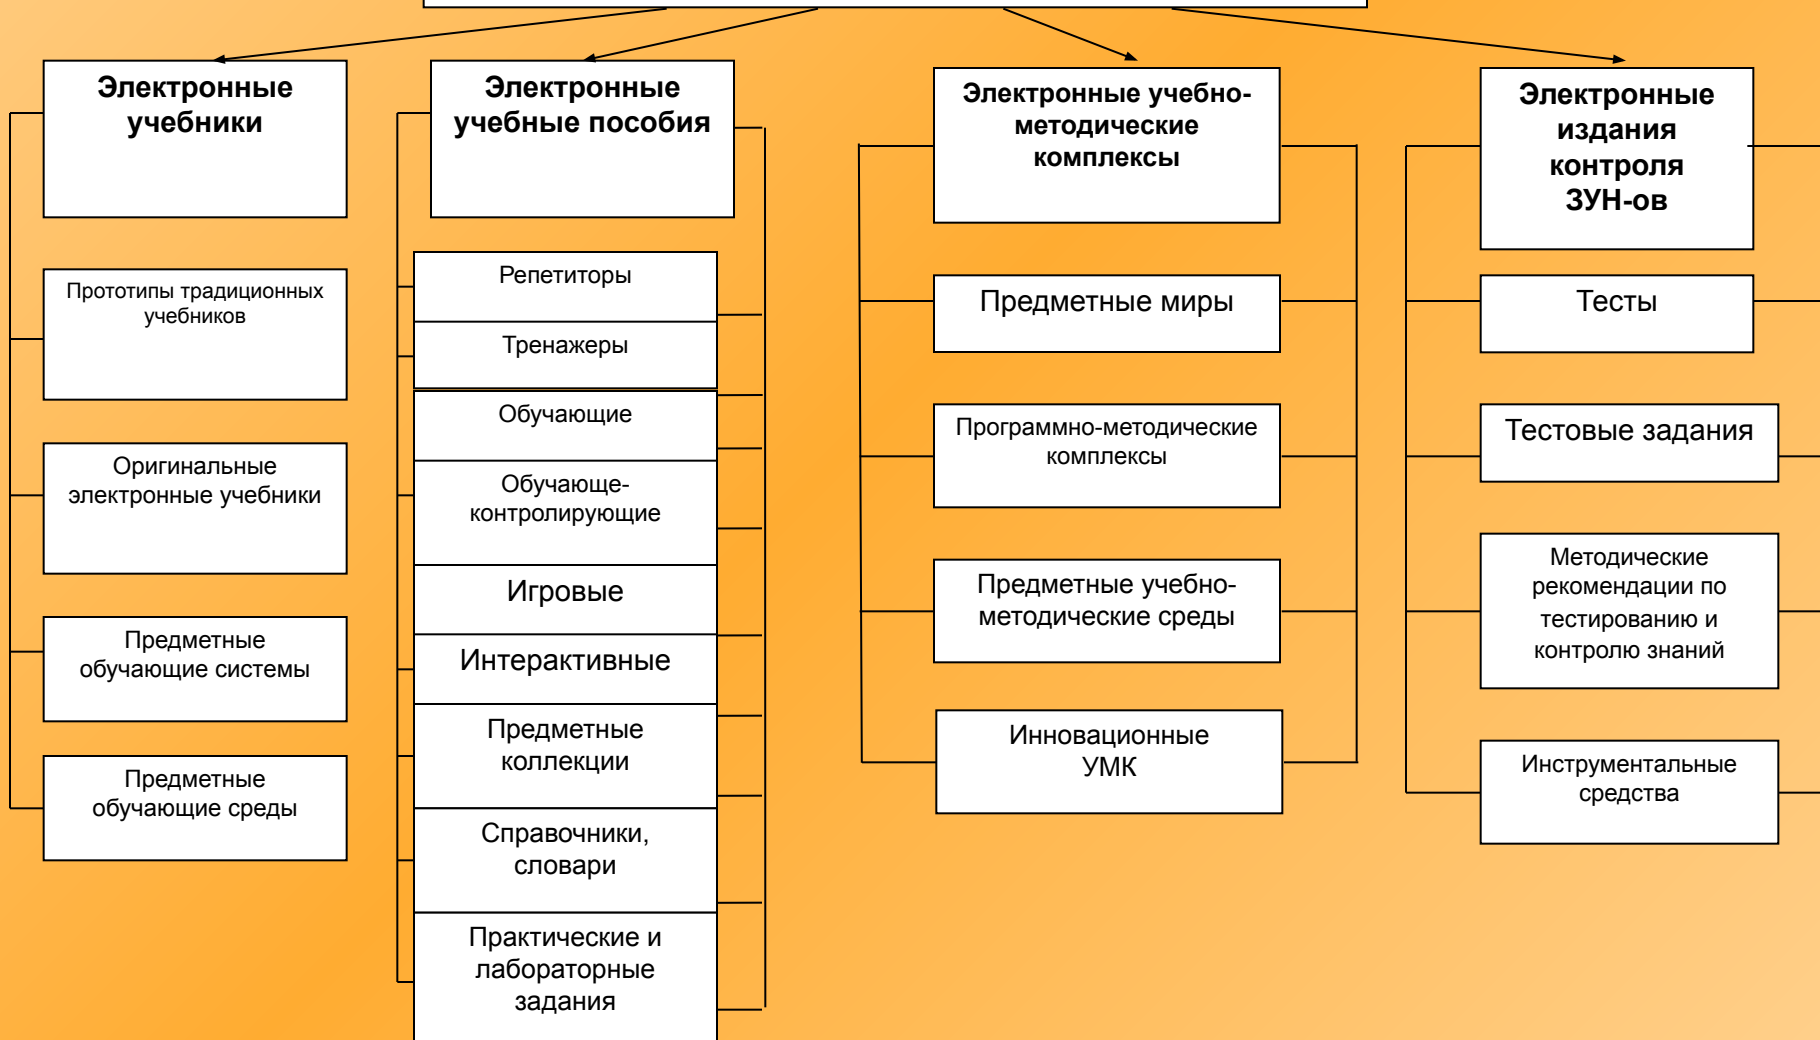 Электронные
учебники
Прототипы традиционных
учебников
Оригинальные
электронные учебники
Предметные
обучающие системы
Предметные
обучающие среды
Электронные
учебные пособия
Репетиторы
Тренажеры
Обучающие
Обучающе-
контролирующие
Игровые
Интерактивные
Предметные
коллекции
Справочники,
словари
Практические и
лабораторные
задания
Электронные учебно-
методические
комплексы
Предметные миры
Программно-методические
комплексы
Предметные учебно-
методические среды
Инновационные
УМК
Электронные
издания
контроля
ЗУН-ов
Тесты
Тестовые задания
Методические
рекомендации по
тестированию и
контролю знаний
Инструментальные
средства